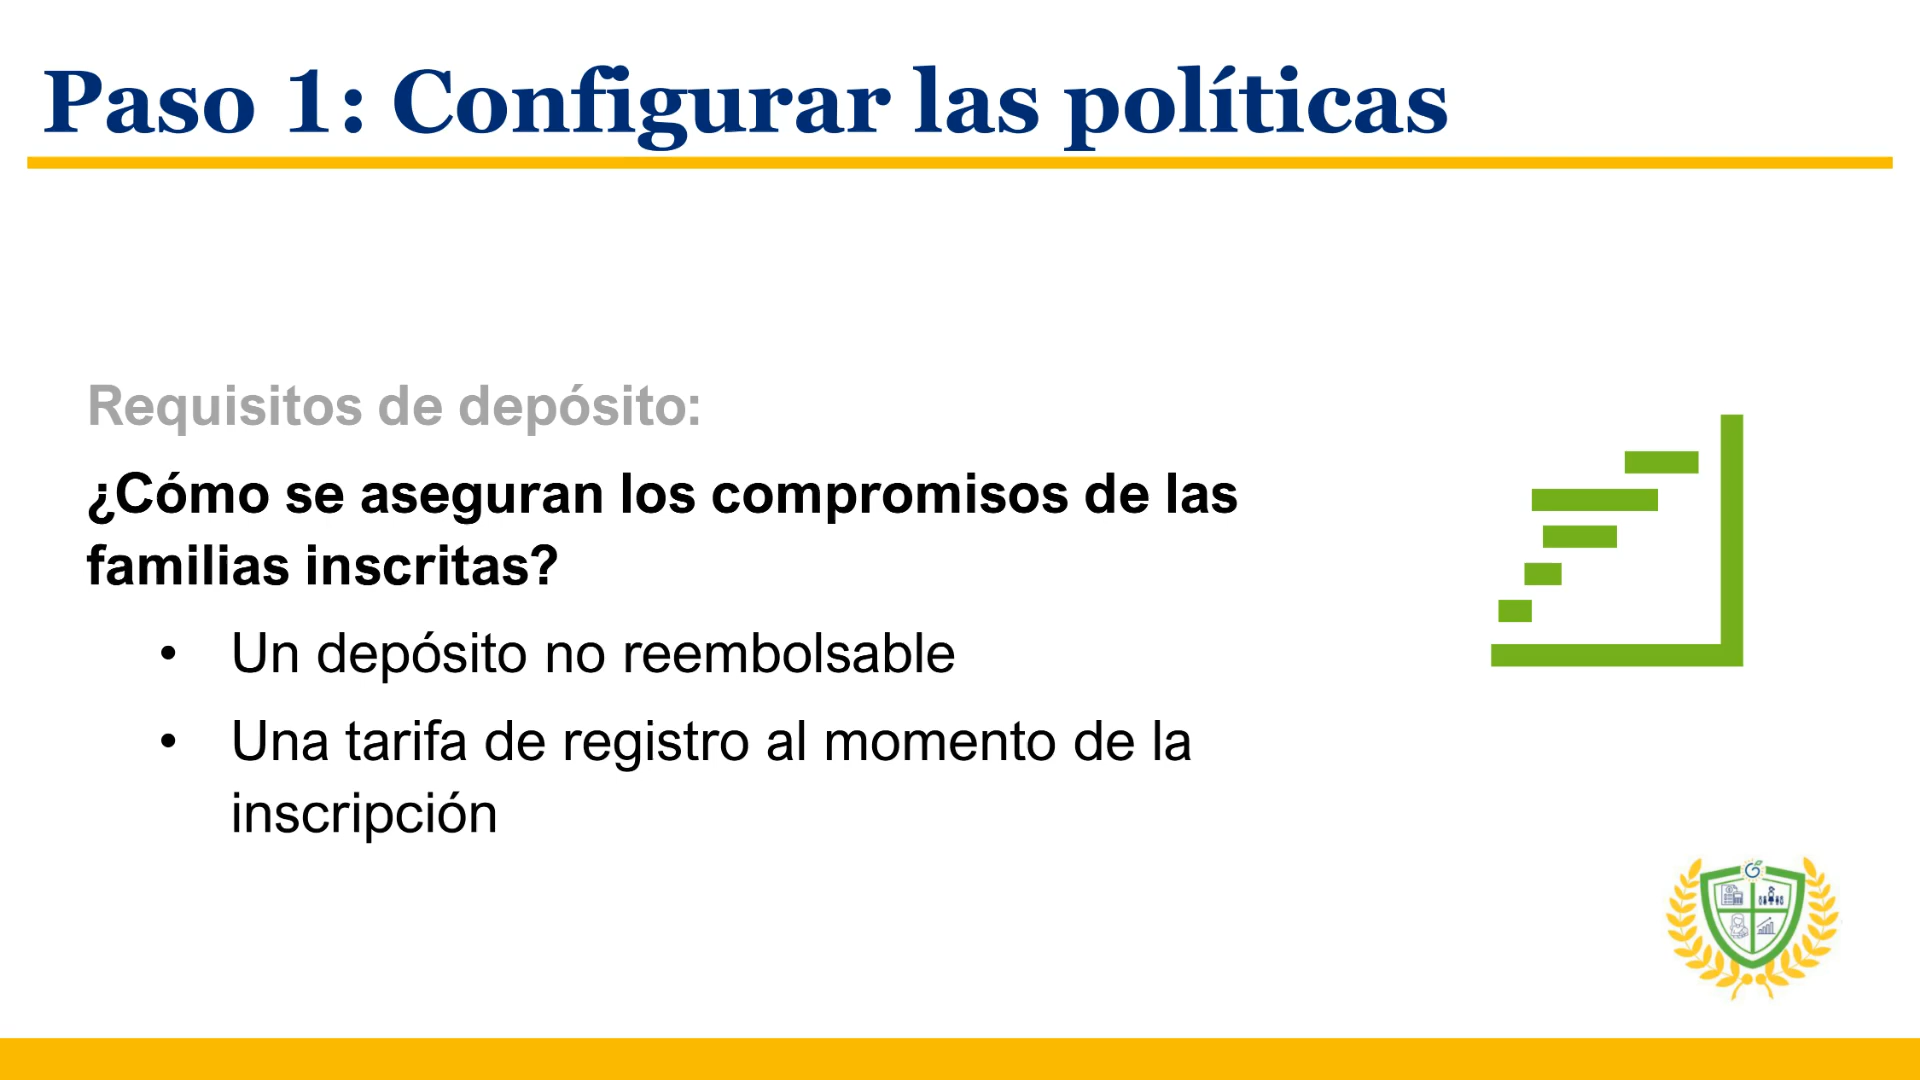 Paso 1: Configurar las políticas
Requisitos de depósito:
¿Cómo se aseguran los compromisos de las
familias inscritas?
• Un depósito no reembolsable
• Una tarifa de registro al momento de la
inscripción